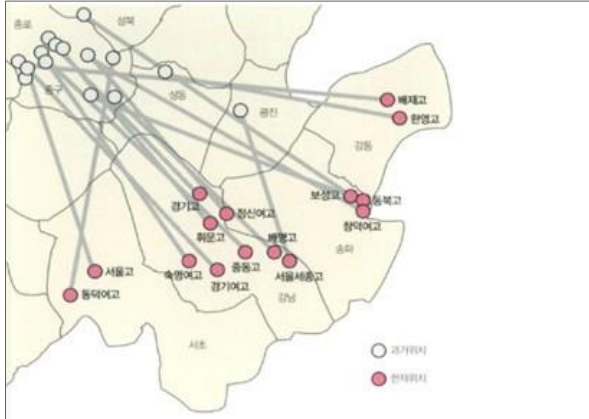 종로
성북
중구
성동
광진
배재고
한영고
강동
보성고
동북고
창덕여고
경기고
정신여고
휘문고
배명고
송파
숙명여고
중동고
서울세종고
경기여고
서울고
동덕여고
강남
서초
과거위치
현재위치